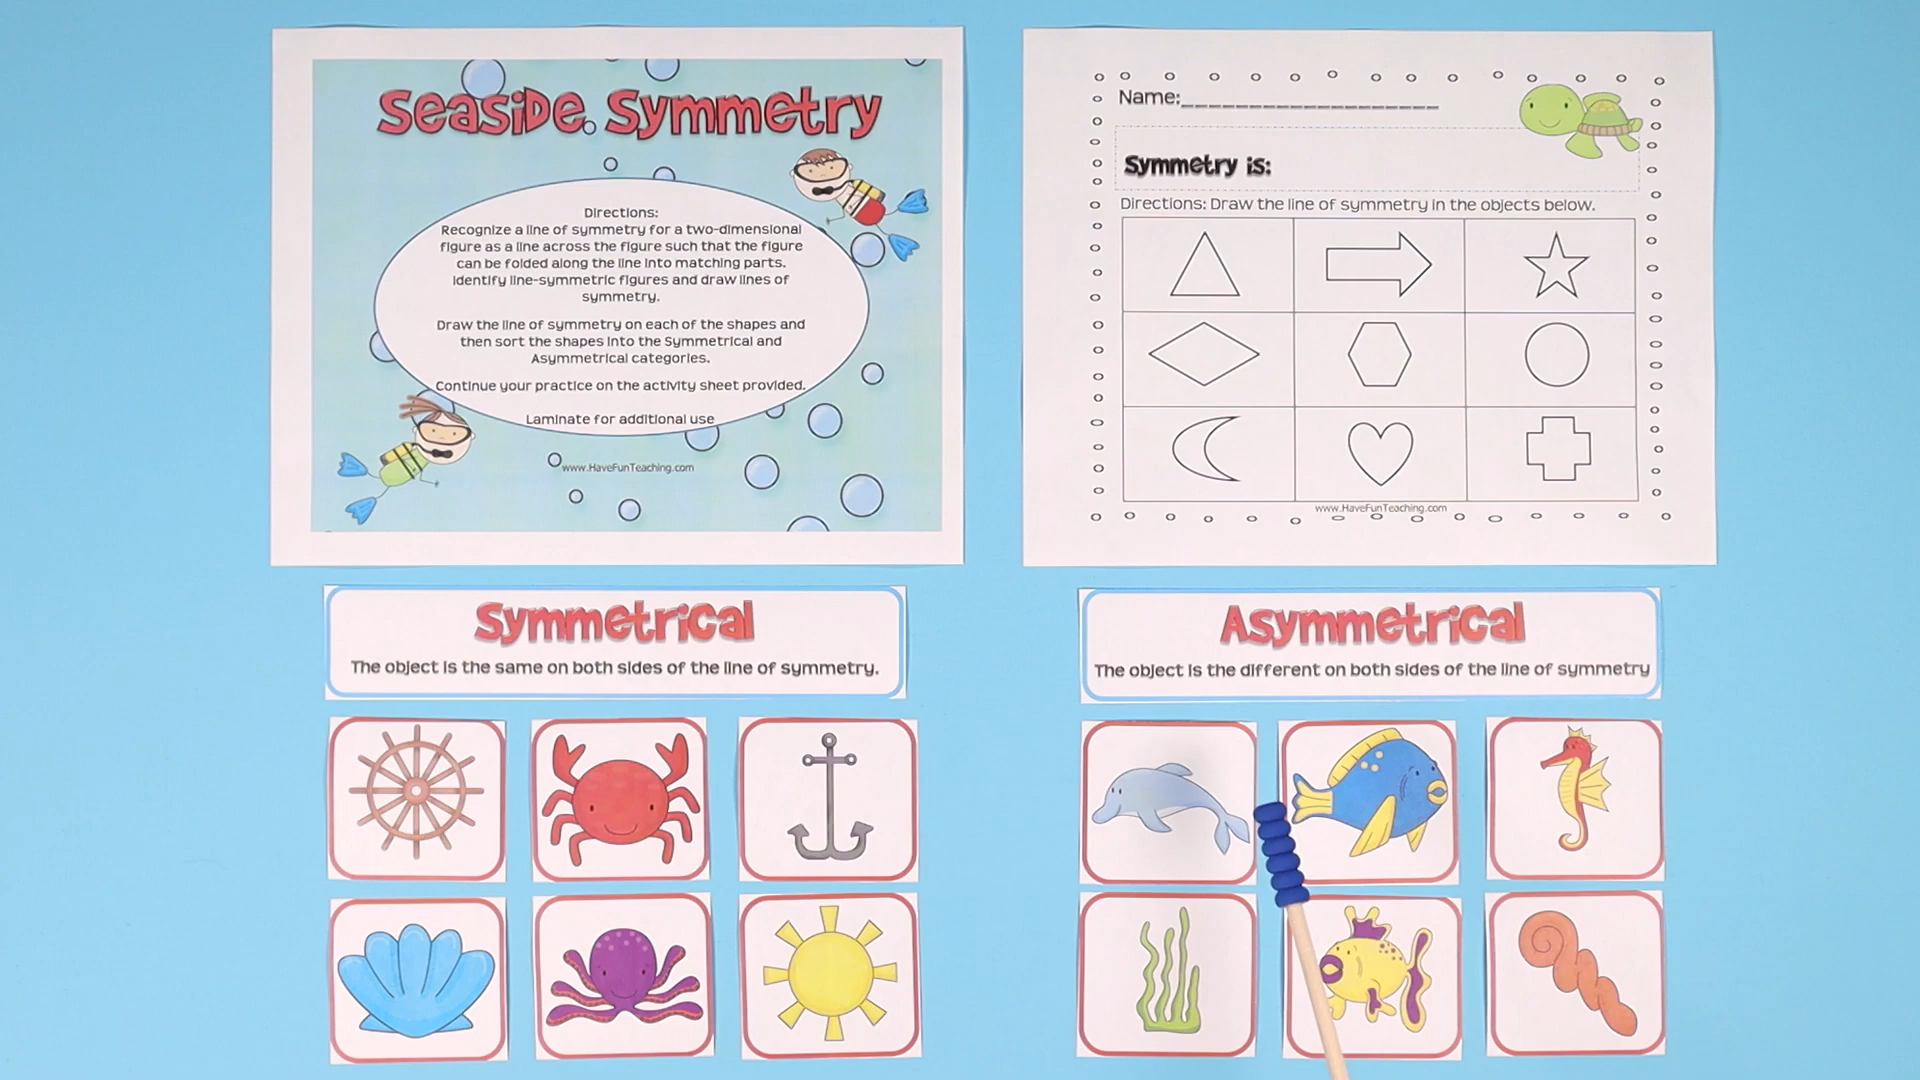 Seaside Symmetry
Directions:
Recognize a line of symmetry for a two-dimensional
figure as a line across the figure such that the figure
can be folded along the line into matching parts.
Identify line-symmetric figures and draw lines of
symmetry.
Draw the line of symmetry on each of the shapes and
then sort the shapes into the Symmetrical and
Asymmetrical categories.
Continue your practice on the activity sheet provided.
Laminate for additional use
www.HaveFunTeaching.com
Name:___________________
Symmetry is:
Directions: Draw the line of symmetry in the objects below.
www.HaveFunTeaching.com
Symmetrical
The object is the same on both sides of the line of symmetry.
Asymmetrical
The object is the different on both sides of the line of symmetry